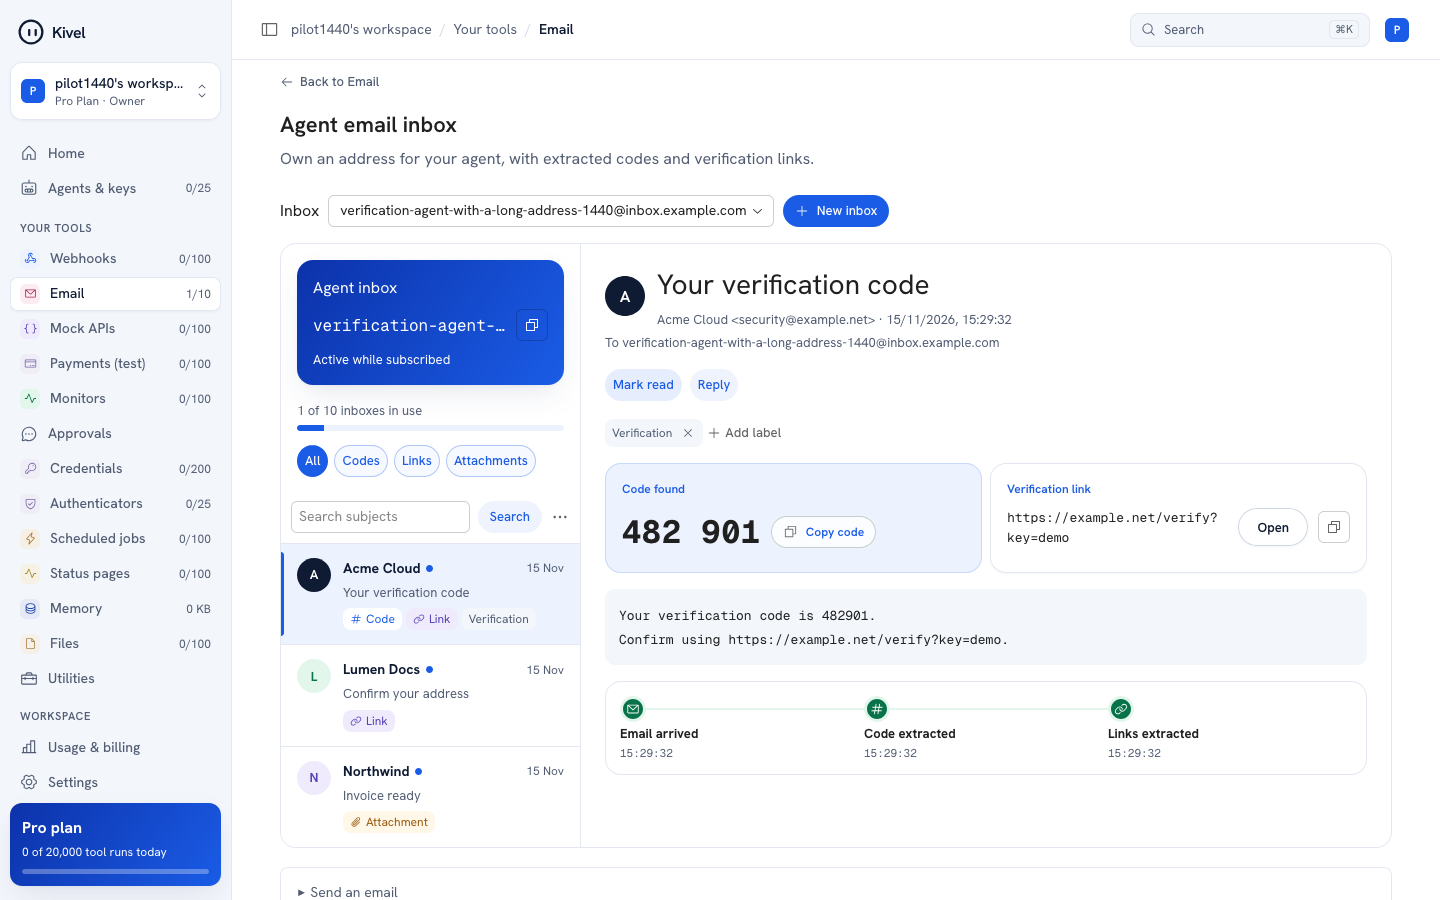 Kivel
P
pilot1440's worksp...
Pro Plan · Owner
Home
Agents & keys 0/25
YOUR TOOLS
Webhooks 0/100
Email 1/10
Mock APIs 0/100
Payments (test) 0/100
Monitors 0/100
Approvals
Credentials 0/200
Authenticators 0/25
Scheduled jobs 0/100
Status pages 0/100
Memory 0 KB
Files 0/100
Utilities
WORKSPACE
Usage & billing
Settings
Pro plan
0 of 20,000 tool runs today
pilot1440's workspace / Your tools / Email
Search ⌘K
P
← Back to Email
Agent email inbox
Own an address for your agent, with extracted codes and verification links.
Inbox verification-agent-with-a-long-address-1440@inbox.example.com
+ New inbox
Agent inbox
verification-agent-…
Active while subscribed
1 of 10 inboxes in use
All Codes Links Attachments
Search subjects Search ···
A
Acme Cloud 15 Nov
Your verification code
# Code Link Verification
L
Lumen Docs 15 Nov
Confirm your address
Link
N
Northwind 15 Nov
Invoice ready
Attachment
A
Your verification code
Acme Cloud <security@example.net> · 15/11/2026, 15:29:32
To verification-agent-with-a-long-address-1440@inbox.example.com
Mark read Reply
Verification × + Add label
Code found
482 901 Copy code
Verification link
https://example.net/verify?
key=demo
Open
Your verification code is 482901.
Confirm using https://example.net/verify?key=demo.
Email arrived
15:29:32
Code extracted
15:29:32
Links extracted
15:29:32
▸ Send an email